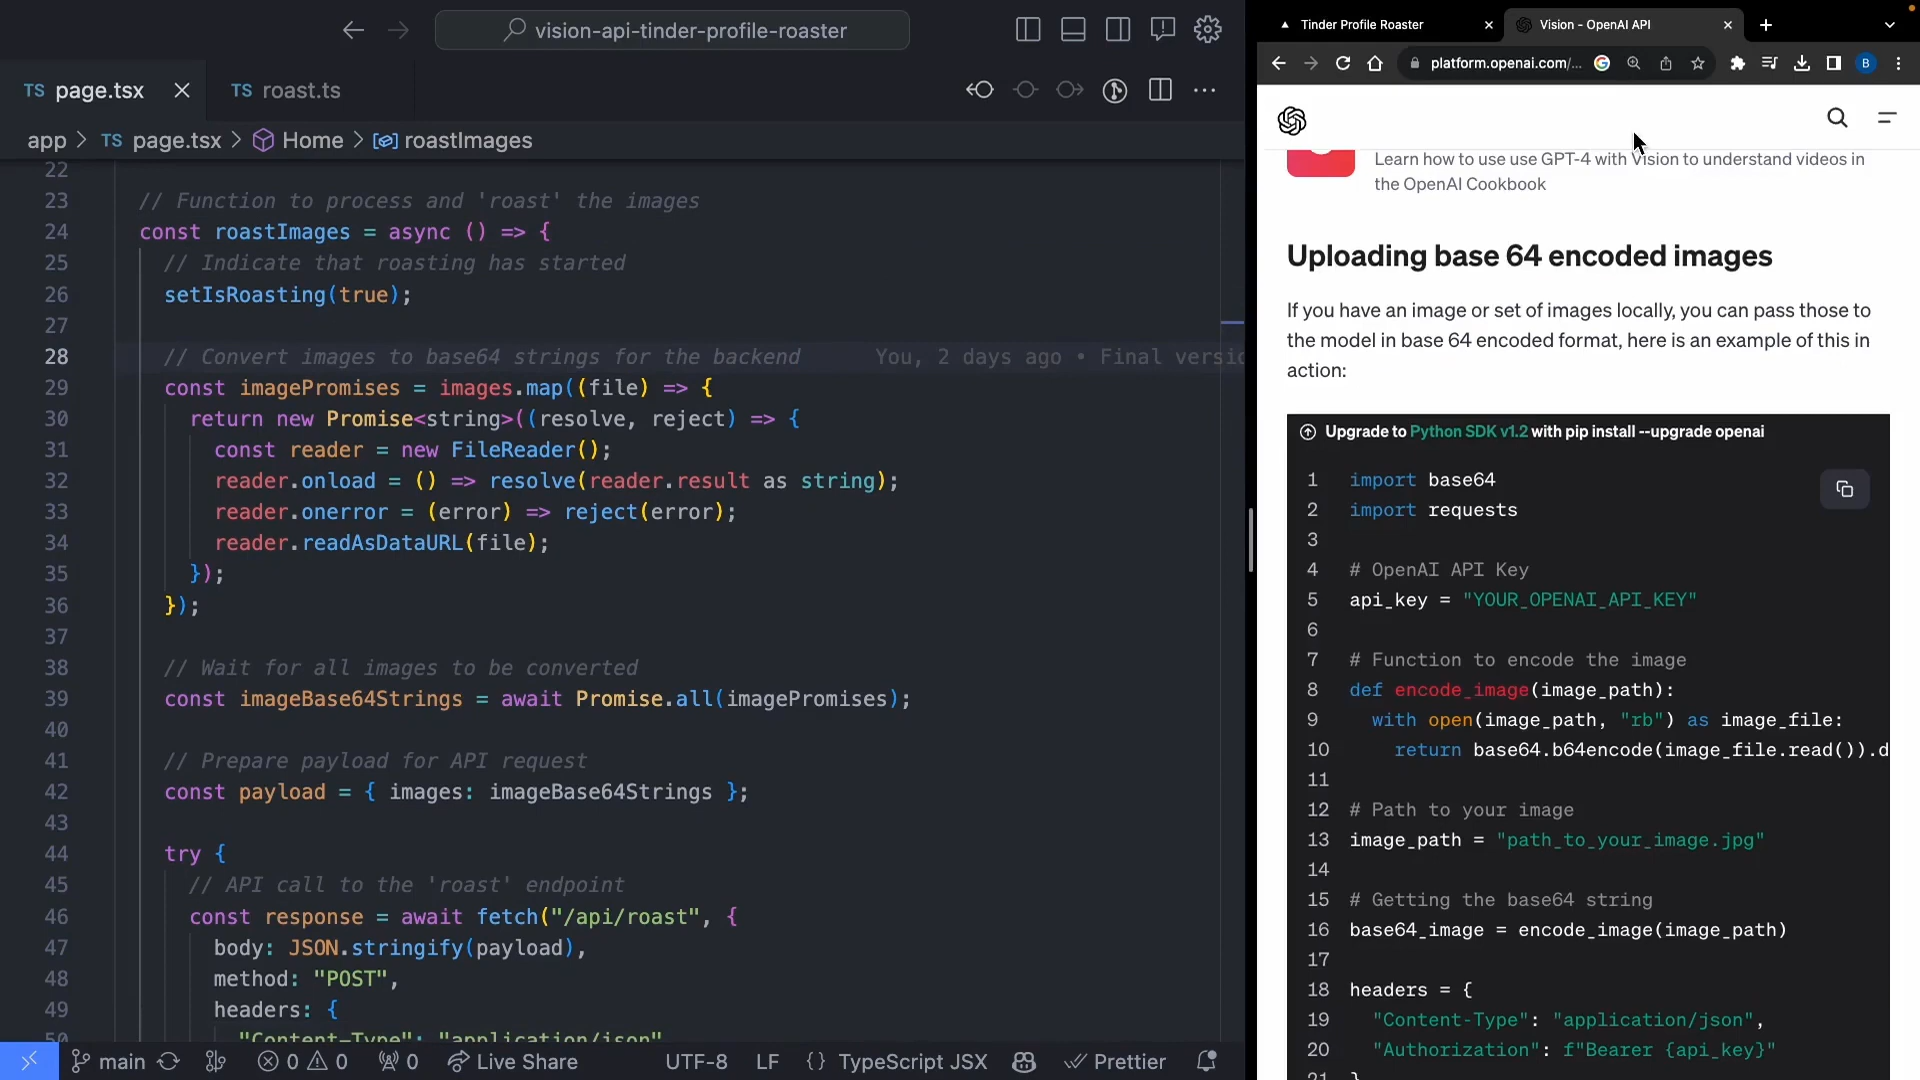 vision-api-tinder-profile-roaster
TS page.tsx
TS roast.ts
app > TS page.tsx > Home > roastImages
22
23 // Function to process and 'roast' the images
24 const roastImages = async () => {
25 // Indicate that roasting has started
26 setIsRoasting(true);
27
28 // Convert images to base64 strings for the backend You, 2 days ago • Final versic
29 const imagePromises = images.map((file) => {
30 return new Promise<string>((resolve, reject) => {
31 const reader = new FileReader();
32 reader.onload = () => resolve(reader.result as string);
33 reader.onerror = (error) => reject(error);
34 reader.readAsDataURL(file);
35 });
36 });
37
38 // Wait for all images to be converted
39 const imageBase64Strings = await Promise.all(imagePromises);
40
41 // Prepare payload for API request
42 const payload = { images: imageBase64Strings };
43
44 try {
45 // API call to the 'roast' endpoint
46 const response = await fetch("/api/roast", {
47 body: JSON.stringify(payload),
48 method: "POST",
49 headers: {
50 "Content-Type": "application/json"
main 0 0 0 Live Share UTF-8 LF {} TypeScript JSX Prettier
Tinder Profile Roaster
Vision - OpenAI API
platform.openai.com/...
B
Learn how to use use GPT-4 with Vision to understand videos in
the OpenAI Cookbook
Uploading base 64 encoded images
If you have an image or set of images locally, you can pass those to
the model in base 64 encoded format, here is an example of this in
action:
Upgrade to Python SDK v1.2 with pip install --upgrade openai
1 import base64
2 import requests
3
4 # OpenAI API Key
5 api_key = "YOUR_OPENAI_API_KEY"
6
7 # Function to encode the image
8 def encode_image(image_path):
9 with open(image_path, "rb") as image_file:
10 return base64.b64encode(image_file.read()).d
11
12 # Path to your image
13 image_path = "path_to_your_image.jpg"
14
15 # Getting the base64 string
16 base64_image = encode_image(image_path)
17
18 headers = {
19 "Content-Type": "application/json",
20 "Authorization": f"Bearer {api_key}"
21 }